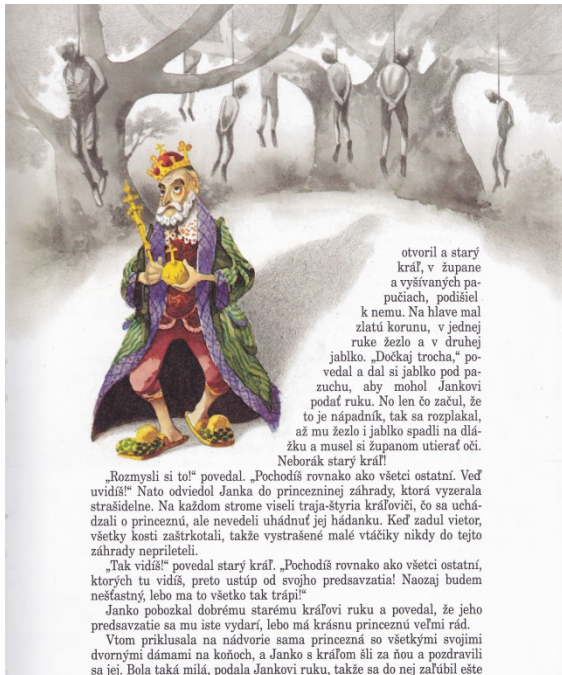 otvoril a starý
kráľ, v župane
a vyšívaných pa-
pučiach, podišiel
k nemu. Na hlave mal
zlatú korunu, v jednej
ruke žezlo a v druhej
jablko. „Dočkaj trocha,“ po-
vedal a dal si jablko pod pa-
zuchu, aby mohol Jankovi
podať ruku. No len čo začul, že
to je nápadník, tak sa rozplakal,
až mu žezlo i jablko spadli na dlá-
žku a musel si županom utierať oči.
Neborák starý kráľ!
„Rozmysli si to!“ povedal. „Pochodíš rovnako ako všetci ostatní. Veď
uvidíš!“ Nato odviedol Janka do princezninej záhrady, ktorá vyzerala
strašidelne. Na každom strome viseli traja-štyria kráľoviči, čo sa uchá-
dzali o princeznú, ale nevedeli uhádnuť jej hádanku. Keď zadul vietor,
všetky kosti zaštrkotali, takže vystrašené malé vtáčiky nikdy do tejto
záhrady neprileteli.
„Tak vidíš!“ povedal starý kráľ. „Pochodíš rovnako ako všetci ostatní,
ktorých tu vidíš, preto ustúp od svojho predsavzatia! Naozaj budem
nešťastný, lebo ma to všetko tak trápi!“
Janko pobozkal dobrému starému kráľovi ruku a povedal, že jeho
predsavzatie sa mu iste vydarí, lebo má krásnu princeznú veľmi rád.
Vtom priklusala na nádvorie sama princezná so všetkými svojimi
dvornými dámami na koňoch, a Janko s kráľom šli za ňou a pozdravili
sa jej. Bola taká milá, podala Jankovi ruku, takže sa do nej zaľúbil ešte